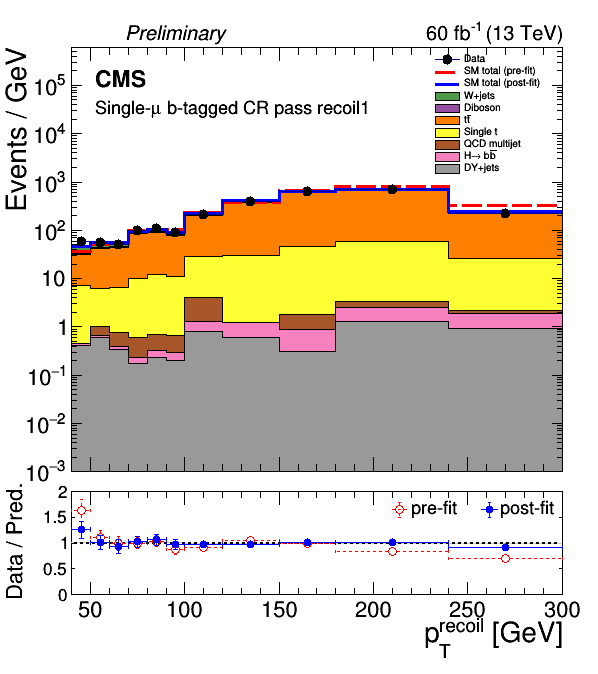 Preliminary 60 fb⁻¹ (13 TeV)
CMS
Single-μ b-tagged CR pass recoil1
Data
SM total (pre-fit)
SM total (post-fit)
W+jets
Diboson
tt̅
Single t
QCD multijet
H→ bb̅
DY+jets
Events / GeV
10⁵
10⁴
10³
10²
10
1
10⁻¹
10⁻²
10⁻³
pre-fit post-fit
Data / Pred.
2
1.5
1
0.5
0
50 100 150 200 250 300
p_T^recoil [GeV]